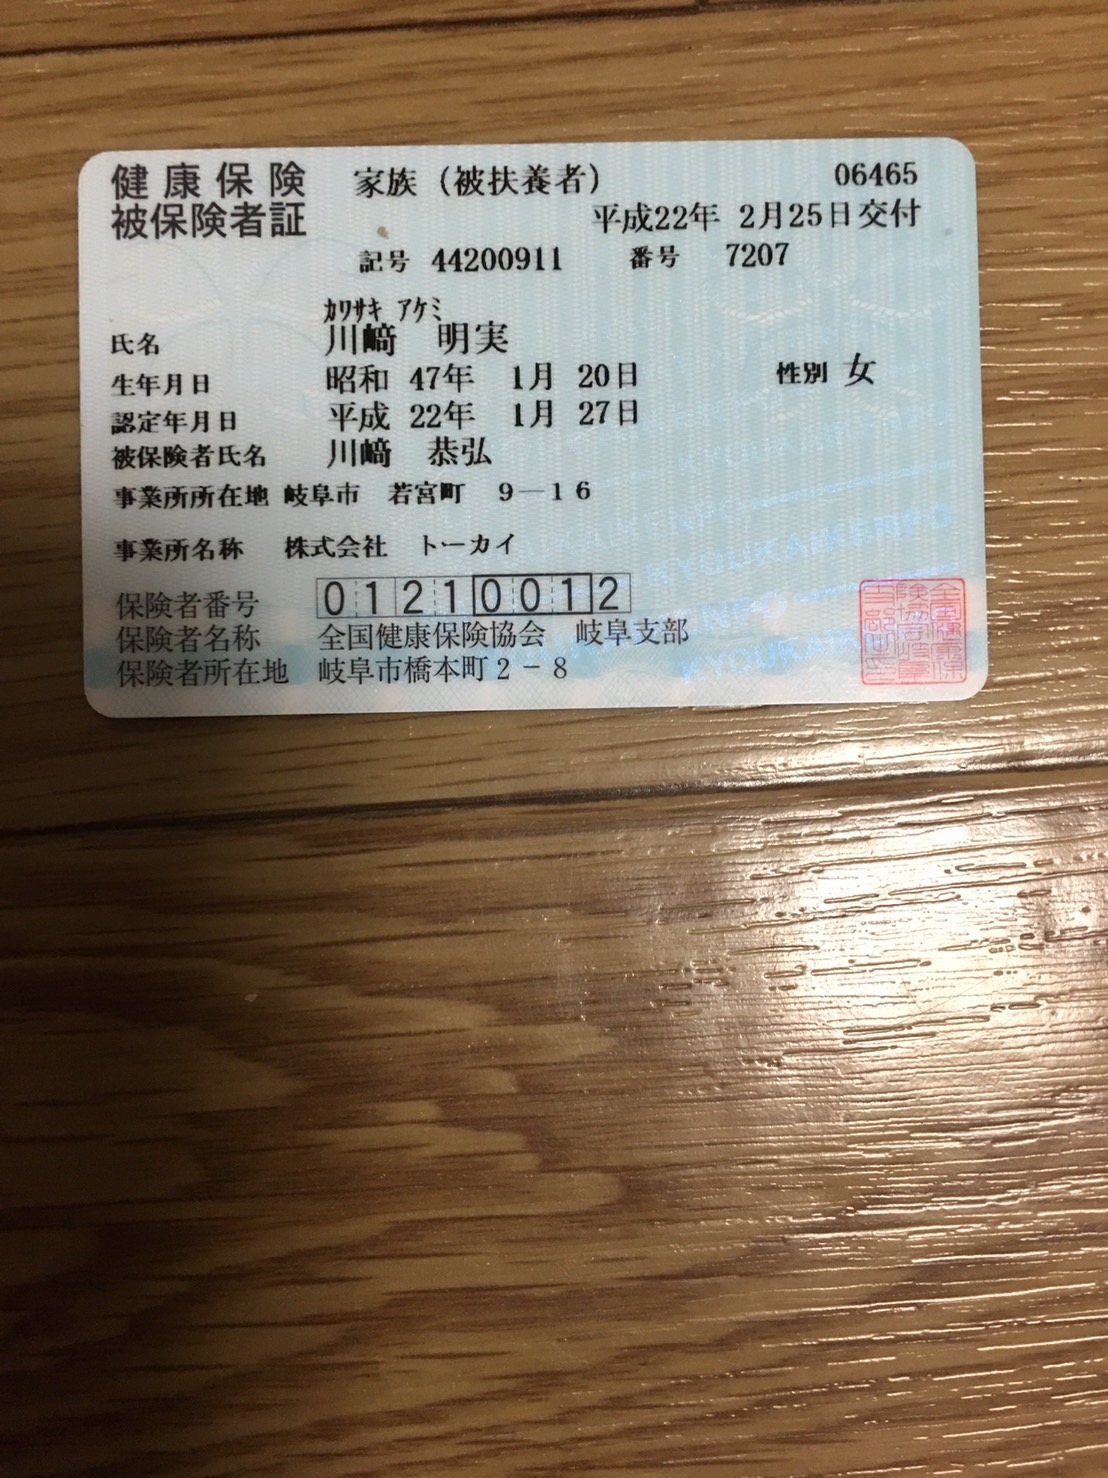 健康保険 家族（被扶養者） 06465
被保険者証 平成22年 2月25日交付
記号 44200911 番号 7207
ｶﾜｻｷ ｱｹﾐ
氏名 川﨑 明実
生年月日 昭和 47年 1月 20日 性別 女
認定年月日 平成 22年 1月 27日
被保険者氏名 川﨑 恭弘
事業所所在地 岐阜市 若宮町 9－16
事業所名称 株式会社 トーカイ
保険者番号 01210012
保険者名称 全国健康保険協会 岐阜支部
保険者所在地 岐阜市橋本町2－8